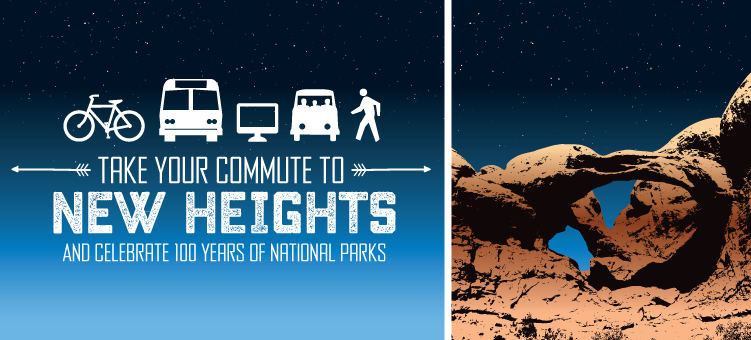 TAKE YOUR COMMUTE TO
NEW HEIGHTS
AND CELEBRATE 100 YEARS OF NATIONAL PARKS